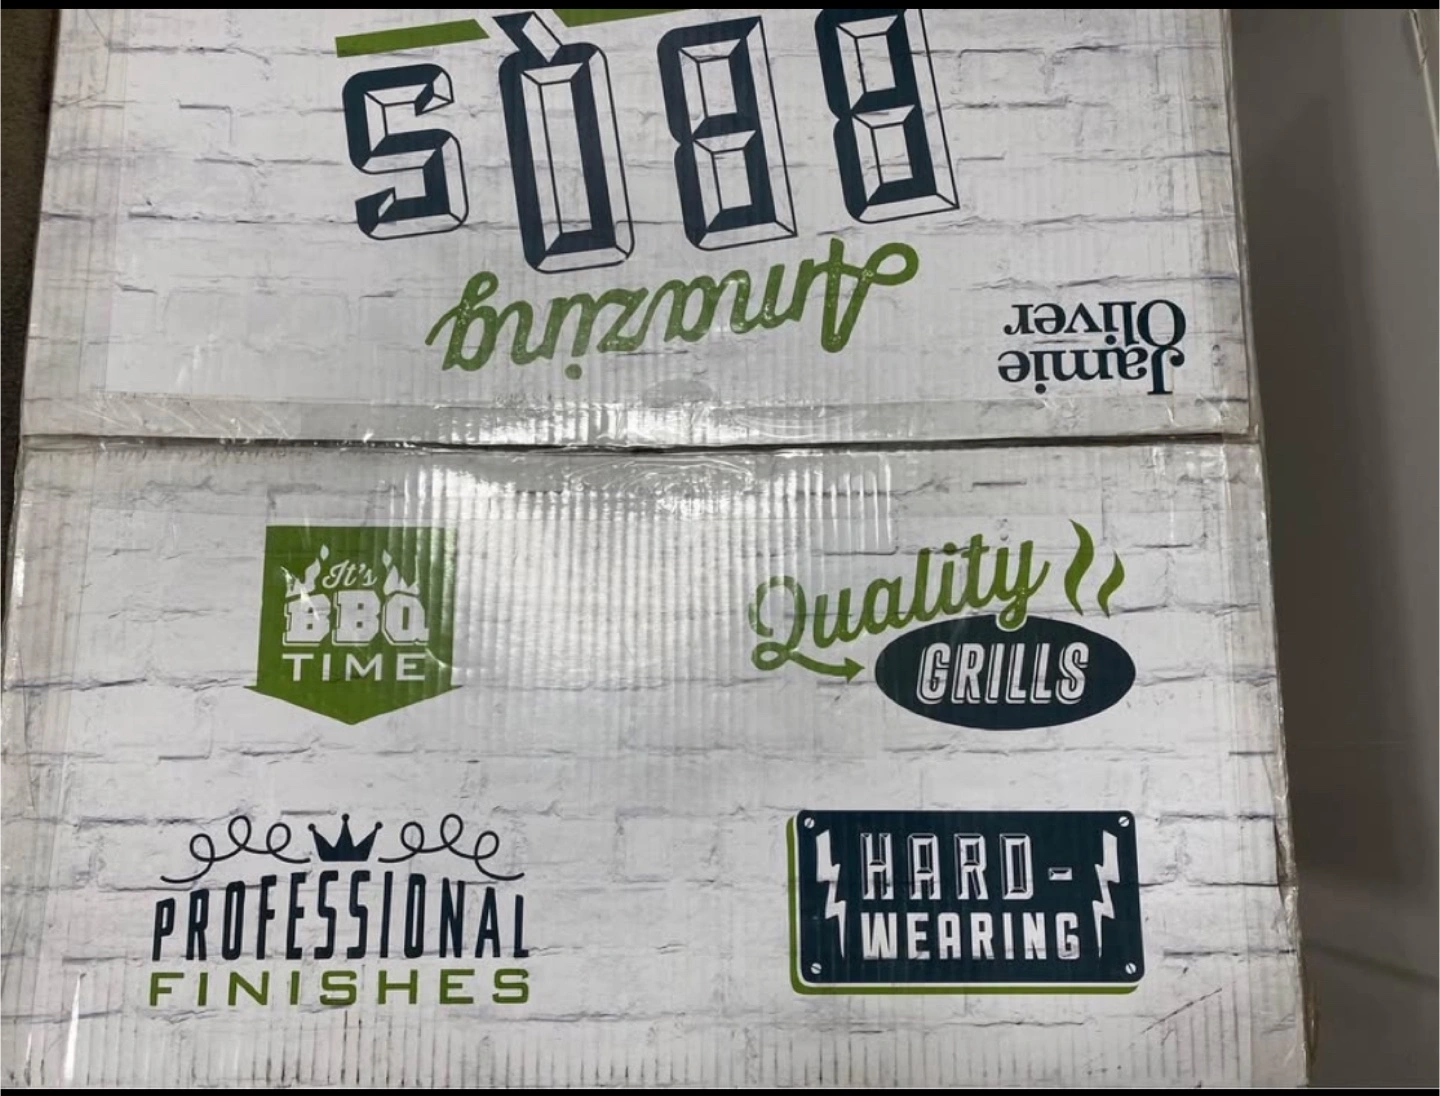 Jamie
Oliver
Amazing
BBQS
It's
BBQ
TIME
Quality
GRILLS
PROFESSIONAL
FINISHES
HARD-
WEARING